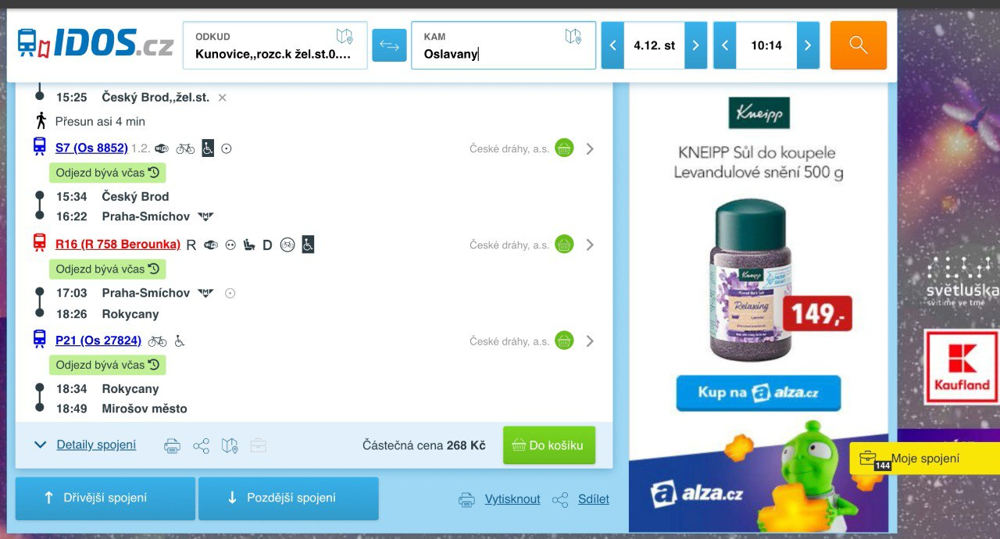 IDOS.cz
ODKUD
Kunovice,,rozc.k žel.st.0....
KAM
Oslavany
4.12. st
10:14
15:25 Český Brod,,žel.st.
Přesun asi 4 min
S7 (Os 8852) 1.2.
České dráhy, a.s.
Odjezd bývá včas
15:34 Český Brod
16:22 Praha-Smíchov
R16 (R 758 Berounka) R D
České dráhy, a.s.
Odjezd bývá včas
17:03 Praha-Smíchov
18:26 Rokycany
P21 (Os 27824)
České dráhy, a.s.
Odjezd bývá včas
18:34 Rokycany
18:49 Mirošov město
Detaily spojení
Částečná cena 268 Kč
Do košíku
Dřívější spojení
Pozdější spojení
Vytisknout
Sdílet
Kneipp
KNEIPP Sůl do koupele
Levandulové snění 500 g
Kneipp
Relaxing
149,-
Kup na alza.cz
alza.cz
světluška
svítíme ve tmě
Kaufland
144
Moje spojení